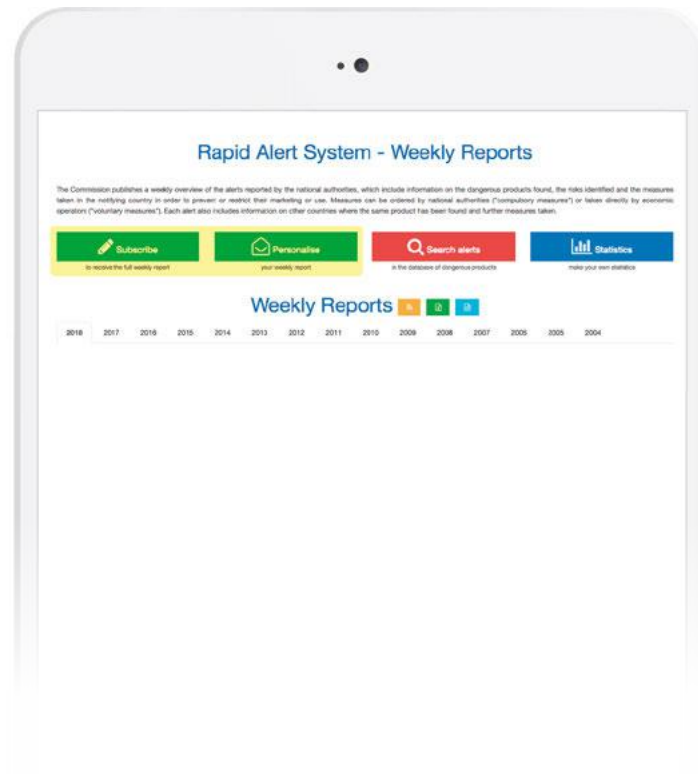 Rapid Alert System - Weekly Reports
The Commission publishes a weekly overview of the alerts reported by the national authorities, which include information on the dangerous products found, the risks identified and the measures
taken in the notifying country in order to prevent or restrict their marketing or use. Measures can be ordered by national authorities ("compulsory measures") or taken directly by economic
operators ("voluntary measures"). Each alert also includes information on other countries where the same product has been found and further measures taken.
Subscribe Personalise Search alerts Statistics
to receive the full weekly report your weekly report in the database of dangerous products make your own statistics
Weekly Reports
2018 2017 2016 2015 2014 2013 2012 2011 2010 2009 2008 2007 2006 2005 2004